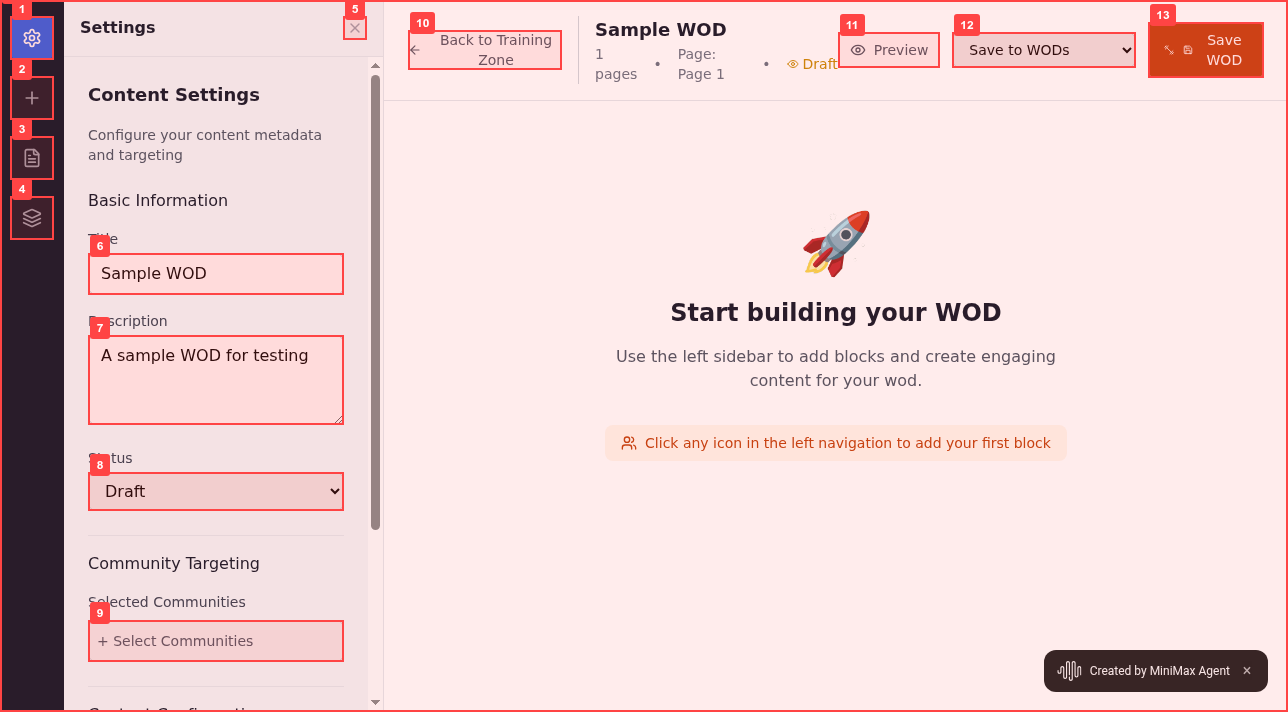 1
2
3
4
Settings
5
Content Settings
Configure your content metadata
and targeting
Basic Information
6
Sample WOD
7
A sample WOD for testing
8
Draft
Community Targeting
Selected Communities
9
+ Select Communities
10
Back to Training
Zone
Sample WOD
1
pages
•
Page:
Page 1
•
Draft
11
Preview
12
Save to WODs
13
Save
WOD
Start building your WOD
Use the left sidebar to add blocks and create engaging
content for your wod.
Click any icon in the left navigation to add your first block
Created by MiniMax Agent ×